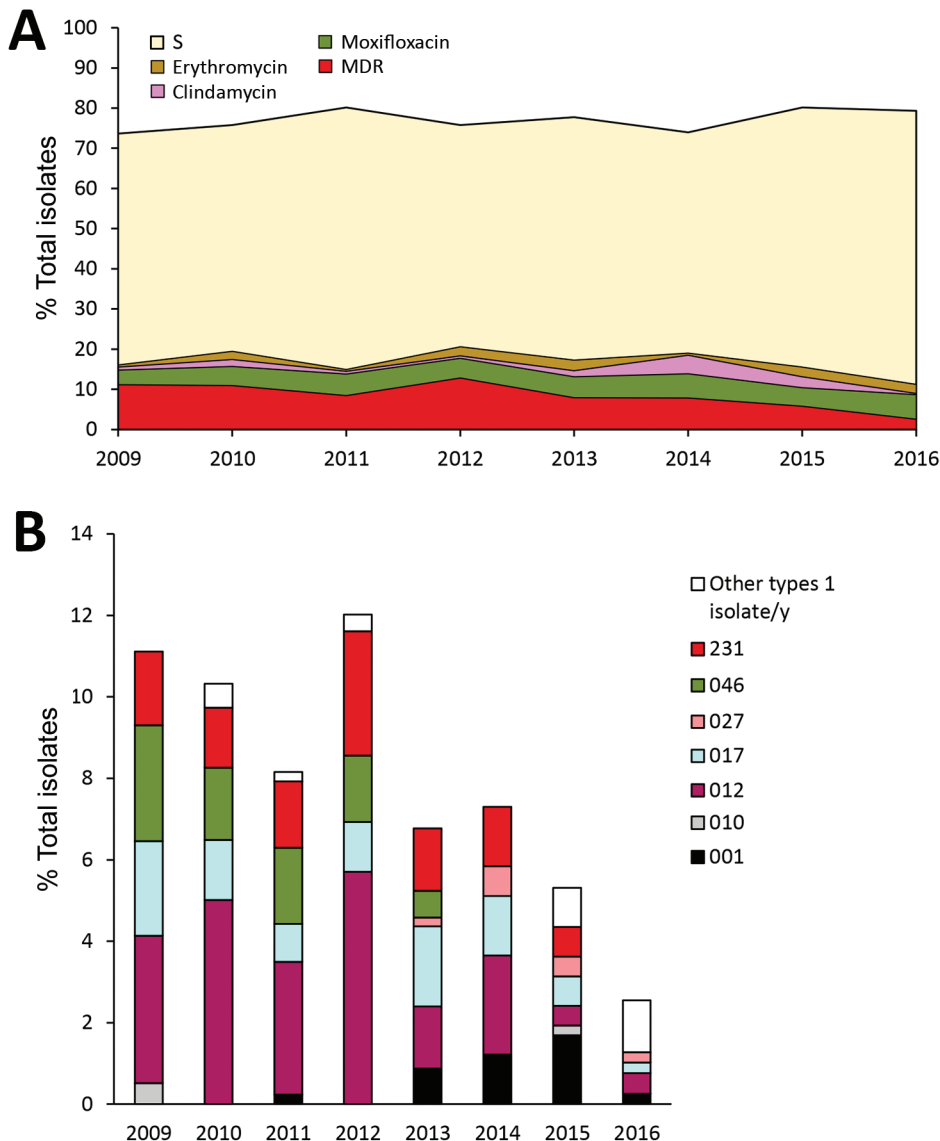 A
% Total isolates
100
90
80
70
60
50
40
30
20
10
0
S
Erythromycin
Clindamycin
Moxifloxacin
MDR
2009 2010 2011 2012 2013 2014 2015 2016
B
% Total isolates
14
12
10
8
6
4
2
0
Other types 1
isolate/y
231
046
027
017
012
010
001
2009 2010 2011 2012 2013 2014 2015 2016